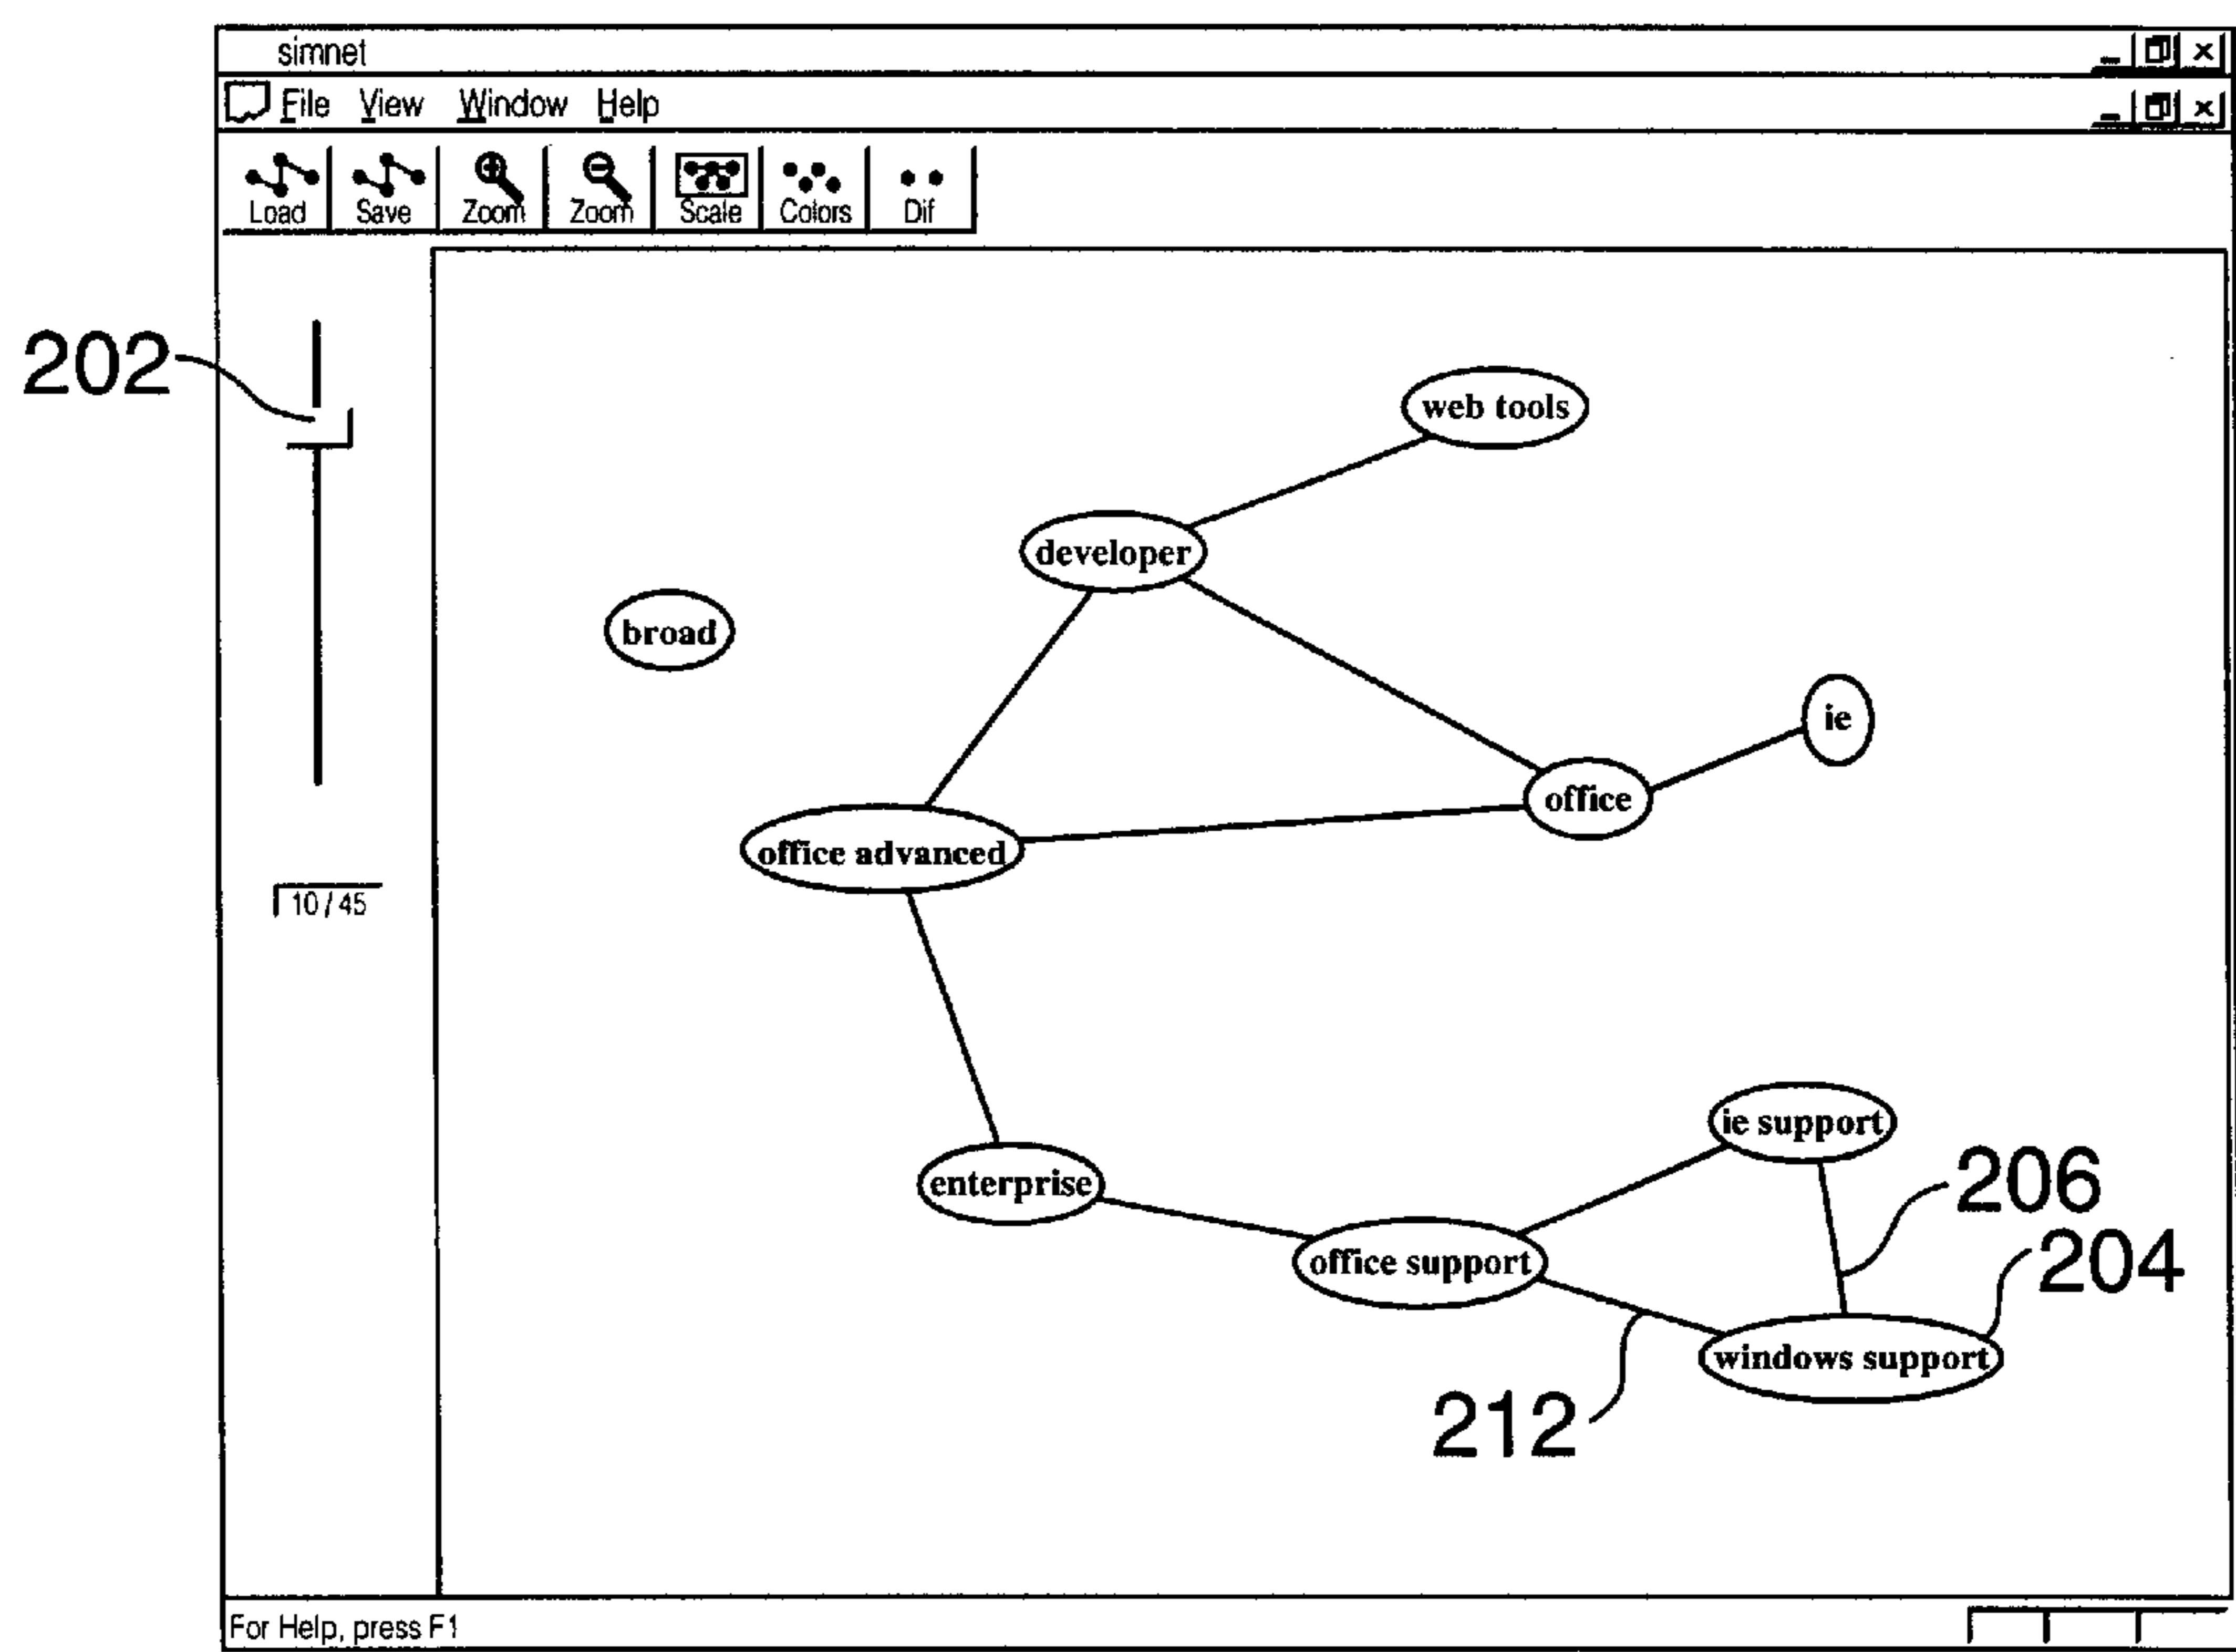 simnet
File View Window Help
Load Save Zoom Zoom Scale Colors Dif
202
web tools
developer
broad
ie
office
office advanced
10/45
ie support
enterprise
206
office support
204
windows support
212
For Help, press F1